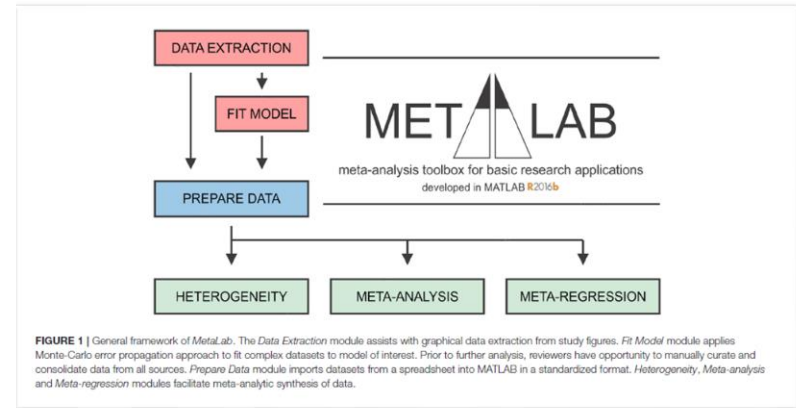 DATA EXTRACTION
FIT MODEL
PREPARE DATA
METALAB
meta-analysis toolbox for basic research applications
developed in MATLAB R2016b
HETEROGENEITY
META-ANALYSIS
META-REGRESSION
FIGURE 1 | General framework of MetaLab. The Data Extraction module assists with graphical data extraction from study figures. Fit Model module applies
Monte-Carlo error propagation approach to fit complex datasets to model of interest. Prior to further analysis, reviewers have opportunity to manually curate and
consolidate data from all sources. Prepare Data module imports datasets from a spreadsheet into MATLAB in a standardized format. Heterogeneity, Meta-analysis
and Meta-regression modules facilitate meta-analytic synthesis of data.